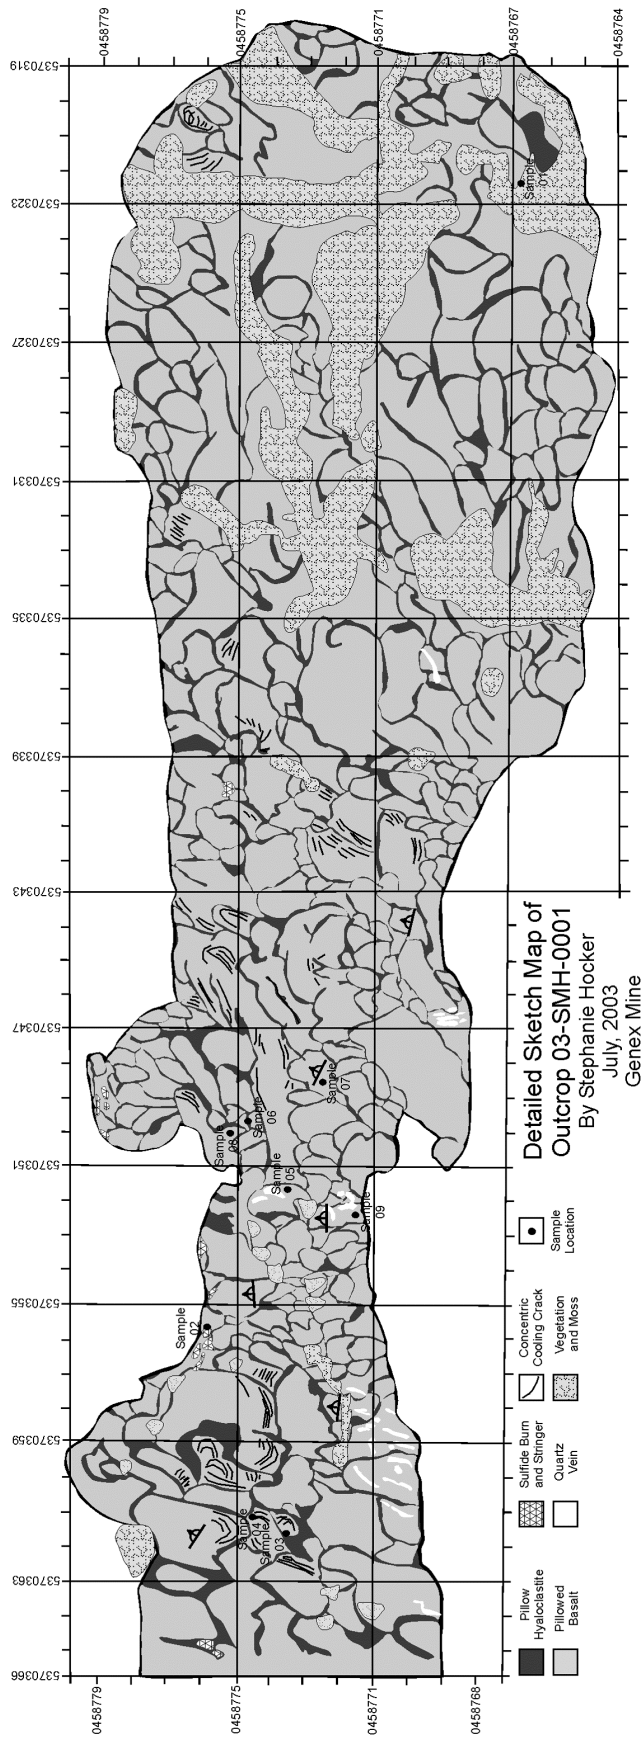 0458779
0458775
0458771
0458767
0458764
5370319
5370323
5370327
5370331
5370335
5370339
5370343
5370347
5370351
5370355
5370359
5370363
5370366
Sample
01
Sample
07
Sample
06
Sample
08
Sample
05
Sample
09
Sample
02
Sample
04
Sample
03
0458779
0458775
0458771
0458768
Detailed Sketch Map of
Outcrop 03-SMH-0001
By Stephanie Hocker
July, 2003
Genex Mine
Pillow
Hyaloclastite
Pillowed
Basalt
Sulfide Burn
and Stringer
Quartz
Vein
Concentric
Cooling Crack
Vegetation
and Moss
Sample
Location